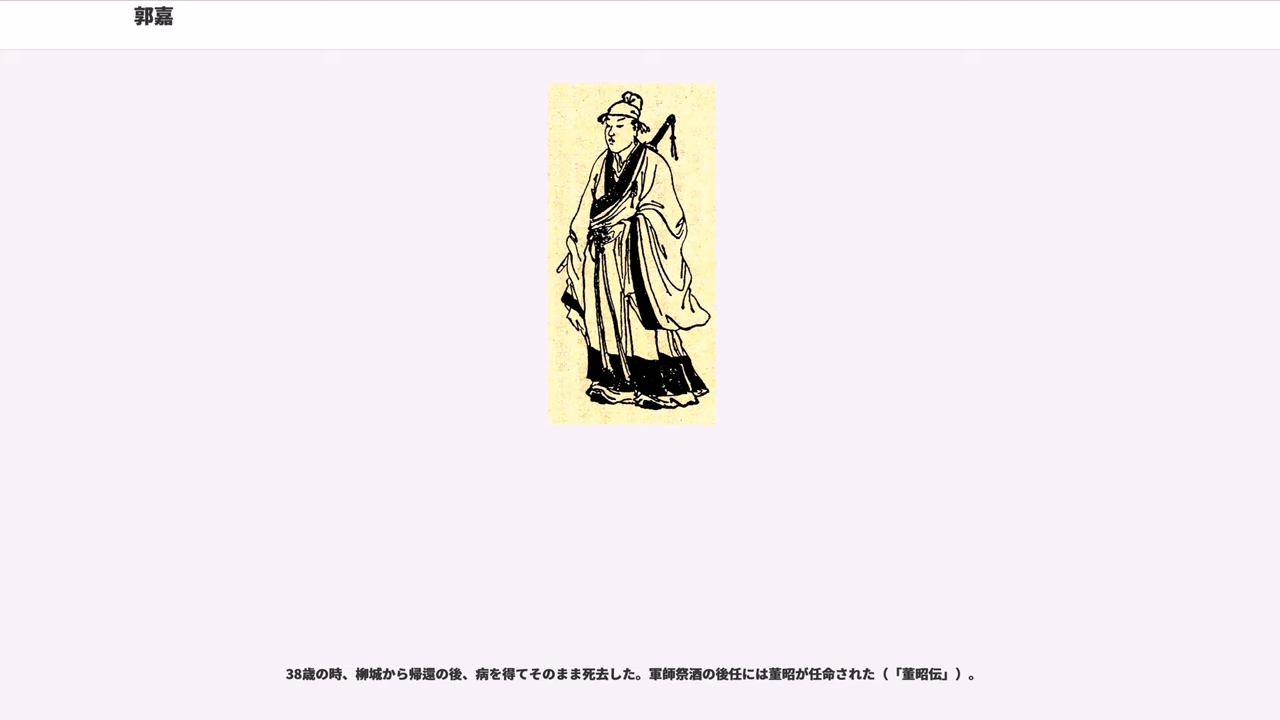 郭嘉
38歳の時、柳城から帰還の後、病を得てそのまま死去した。軍師祭酒の後任には董昭が任命された（「董昭伝」）。